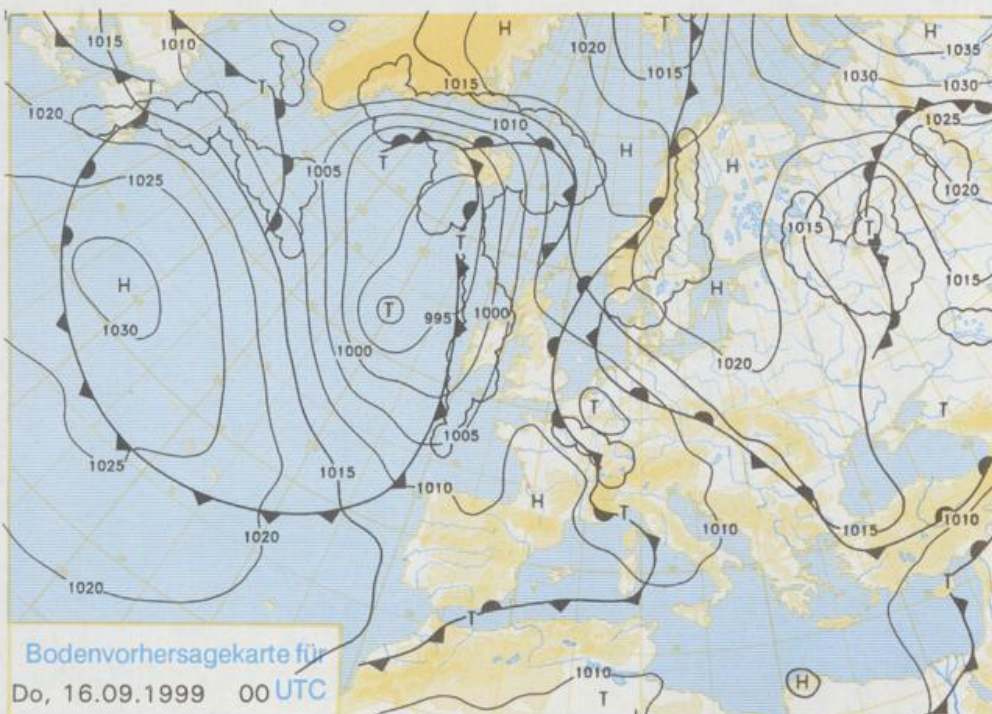 1015 1010 H T
1020 1015 H 1035
1030 1030
T T 1015 1025
1020 1010
H H
T 1005 1020
1025
T T 1015
H H 1015
1030 T 995 1000
1000 1020
T T
1005
1025 1015 1010 H
1020 T 1010 1015 1010
1020 T
T
1010 T H
Bodenvorhersagekarte für
Do, 16.09.1999 00 UTC